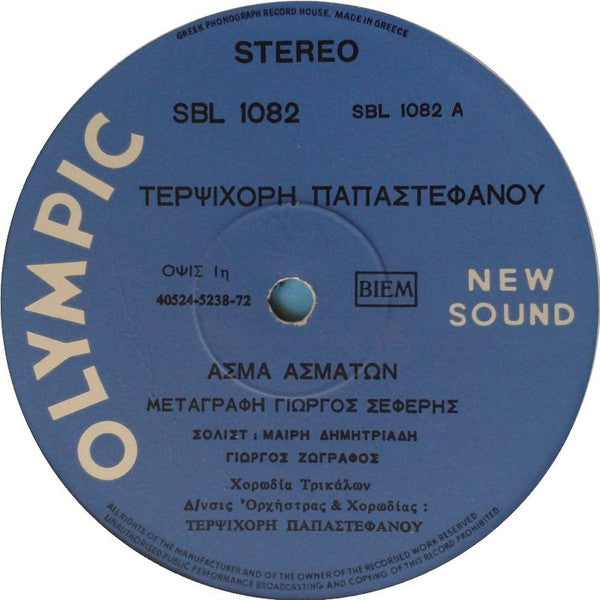 GREEK PHONOGRAPH RECORD HOUSE. MADE IN GREECE
STEREO
SBL 1082
SBL 1082 A
ΤΕΡΨΙΧΟΡΗ ΠΑΠΑΣΤΕΦΑΝΟΥ
OLYMPIC
ΟΨΙΣ 1η
40524-5238-72
BIEM
NEW
SOUND
ΑΣΜΑ ΑΣΜΑΤΩΝ
ΜΕΤΑΓΡΑΦΗ ΓΙΩΡΓΟΣ ΣΕΦΕΡΗΣ
ΣΟΛΙΣΤ : ΜΑΙΡΗ ΔΗΜΗΤΡΙΑΔΗ
ΓΙΩΡΓΟΣ ΖΩΓΡΑΦΟΣ
Χορωδία Τρικάλων
Δ/νσις Ὀρχήστρας & Χορωδίας :
ΤΕΡΨΙΧΟΡΗ ΠΑΠΑΣΤΕΦΑΝΟΥ
ALL RIGHTS OF THE MANUFACTURER AND OF THE OWNER OF THE RECORDED WORK RESERVED
UNAUTHORISED PUBLIC PERFORMANCE BROADCASTING AND COPYING OF THIS RECORD PROHIBITED